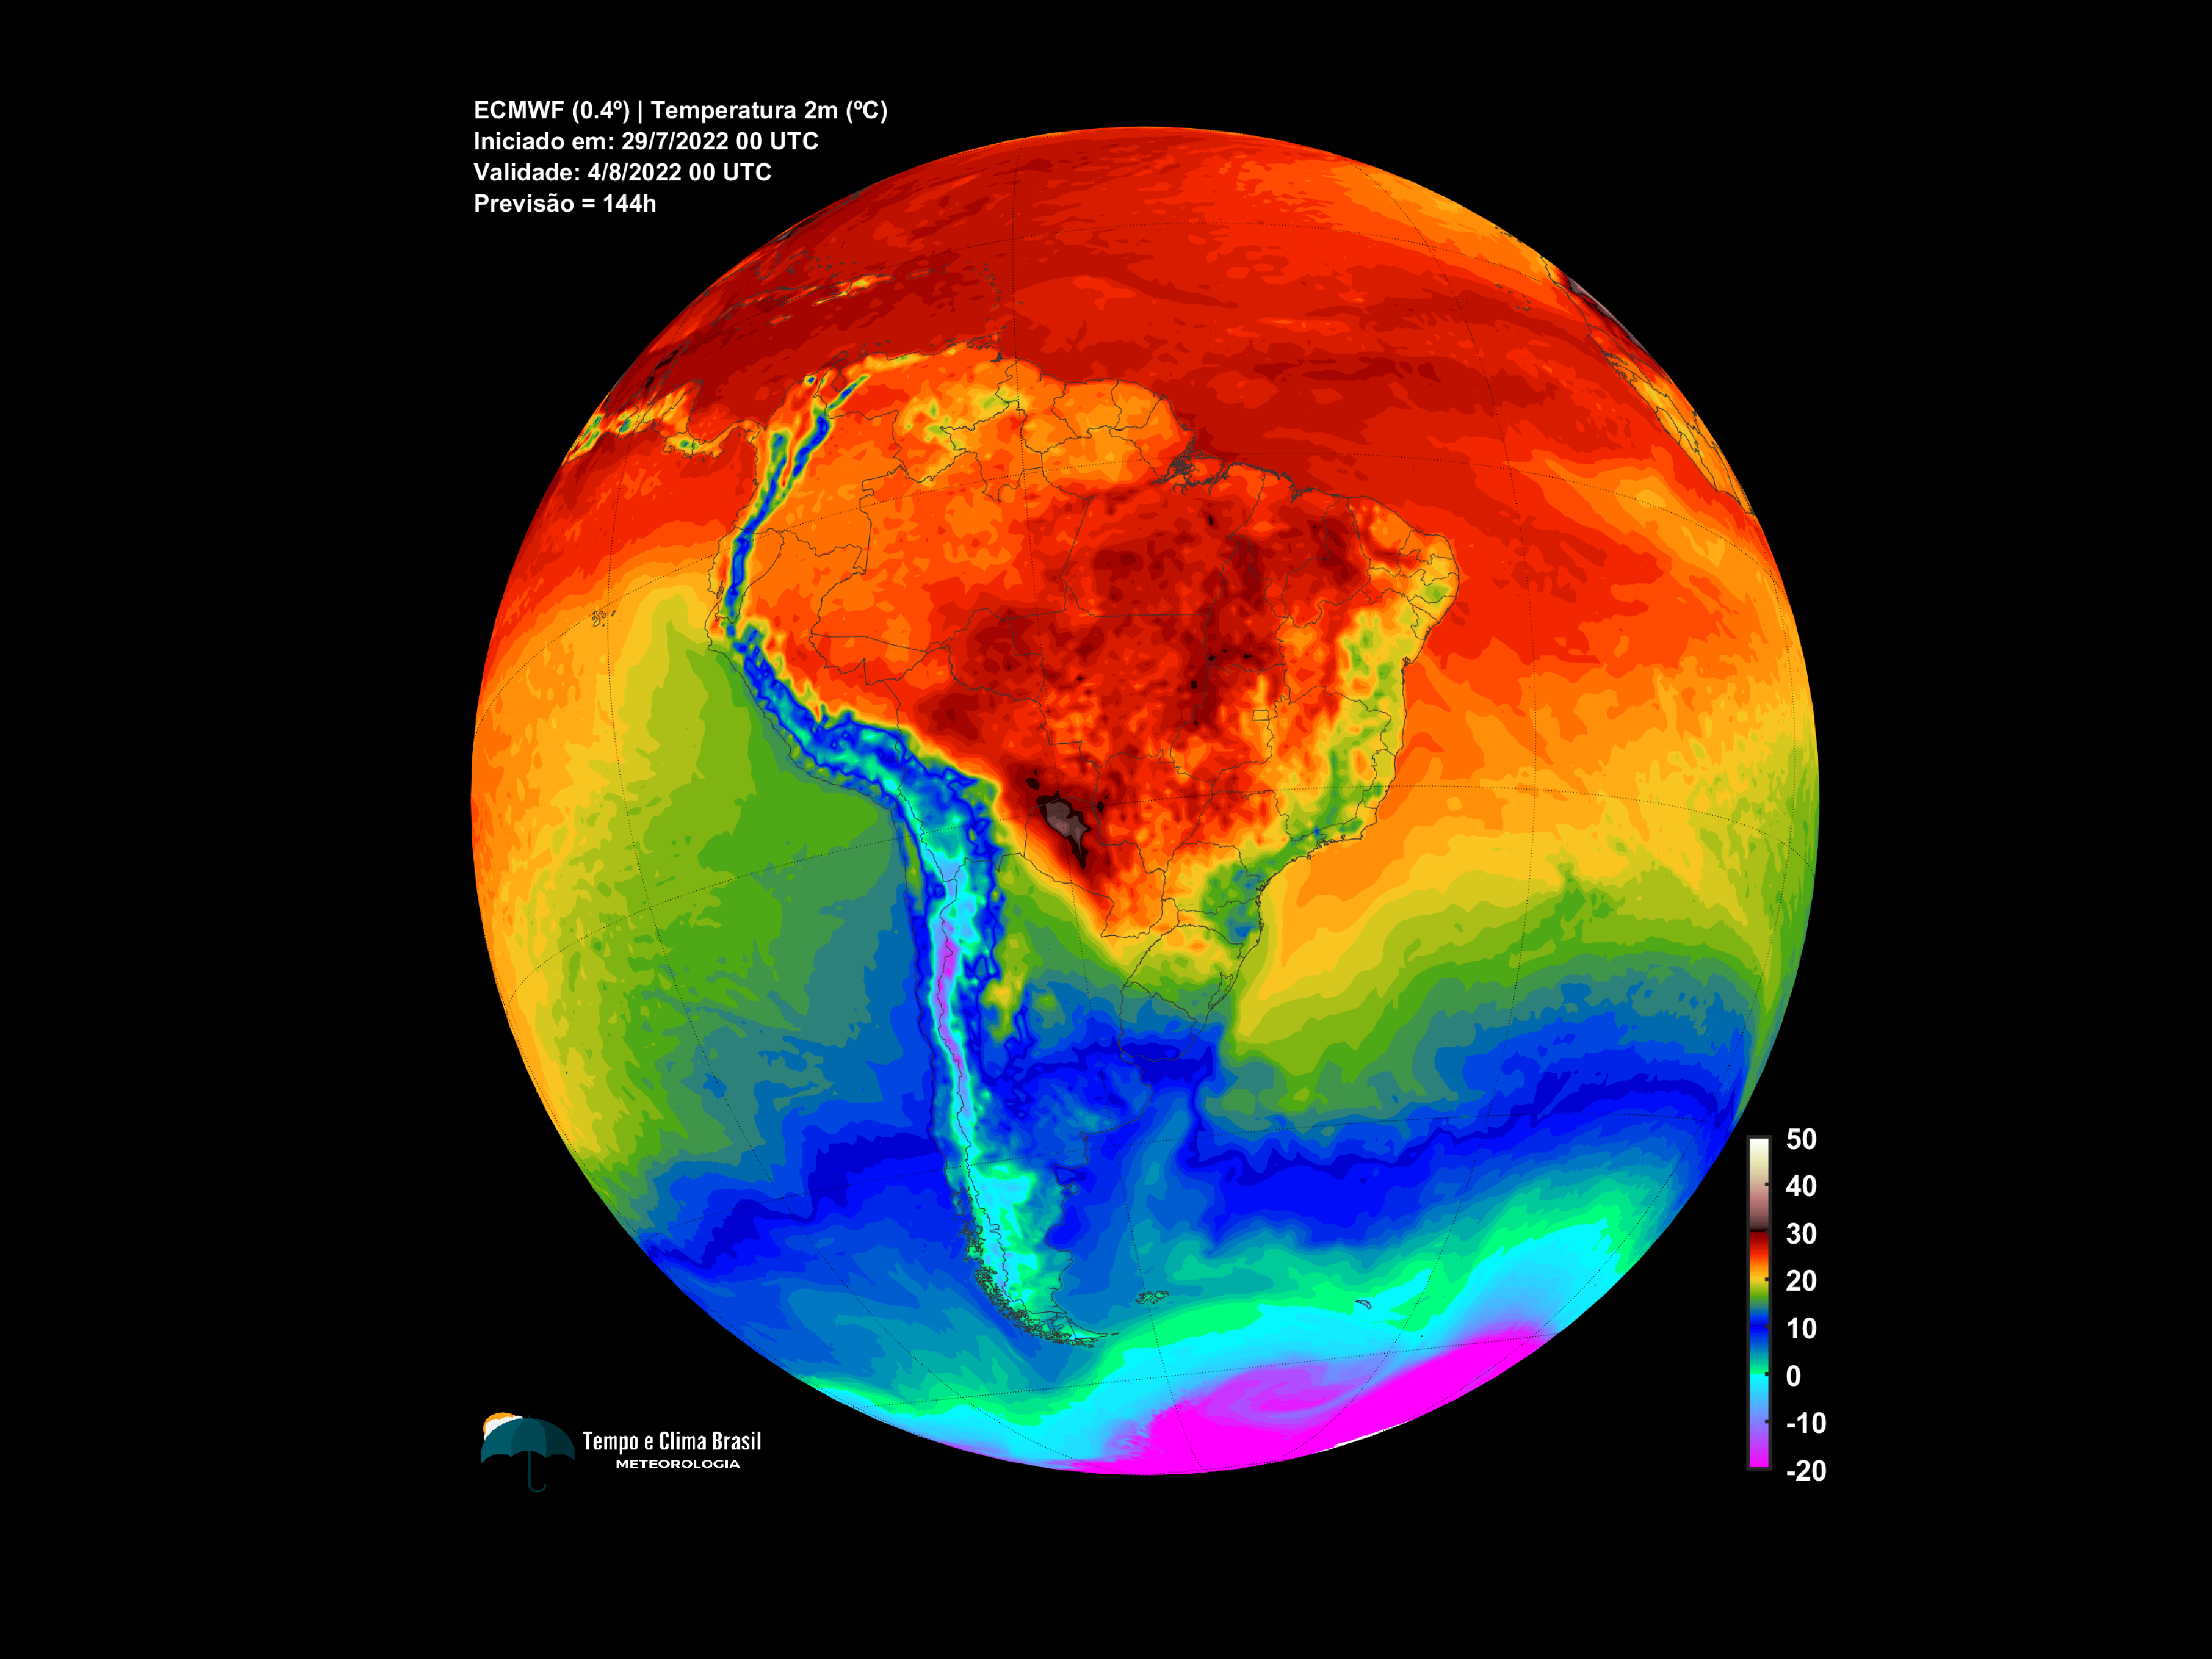 ECMWF (0.4º) | Temperatura 2m (ºC)
Iniciado em: 29/7/2022 00 UTC
Validade: 4/8/2022 00 UTC
Previsão = 144h
50
40
30
20
10
0
-10
-20
Tempo e Clima Brasil
METEOROLOGIA